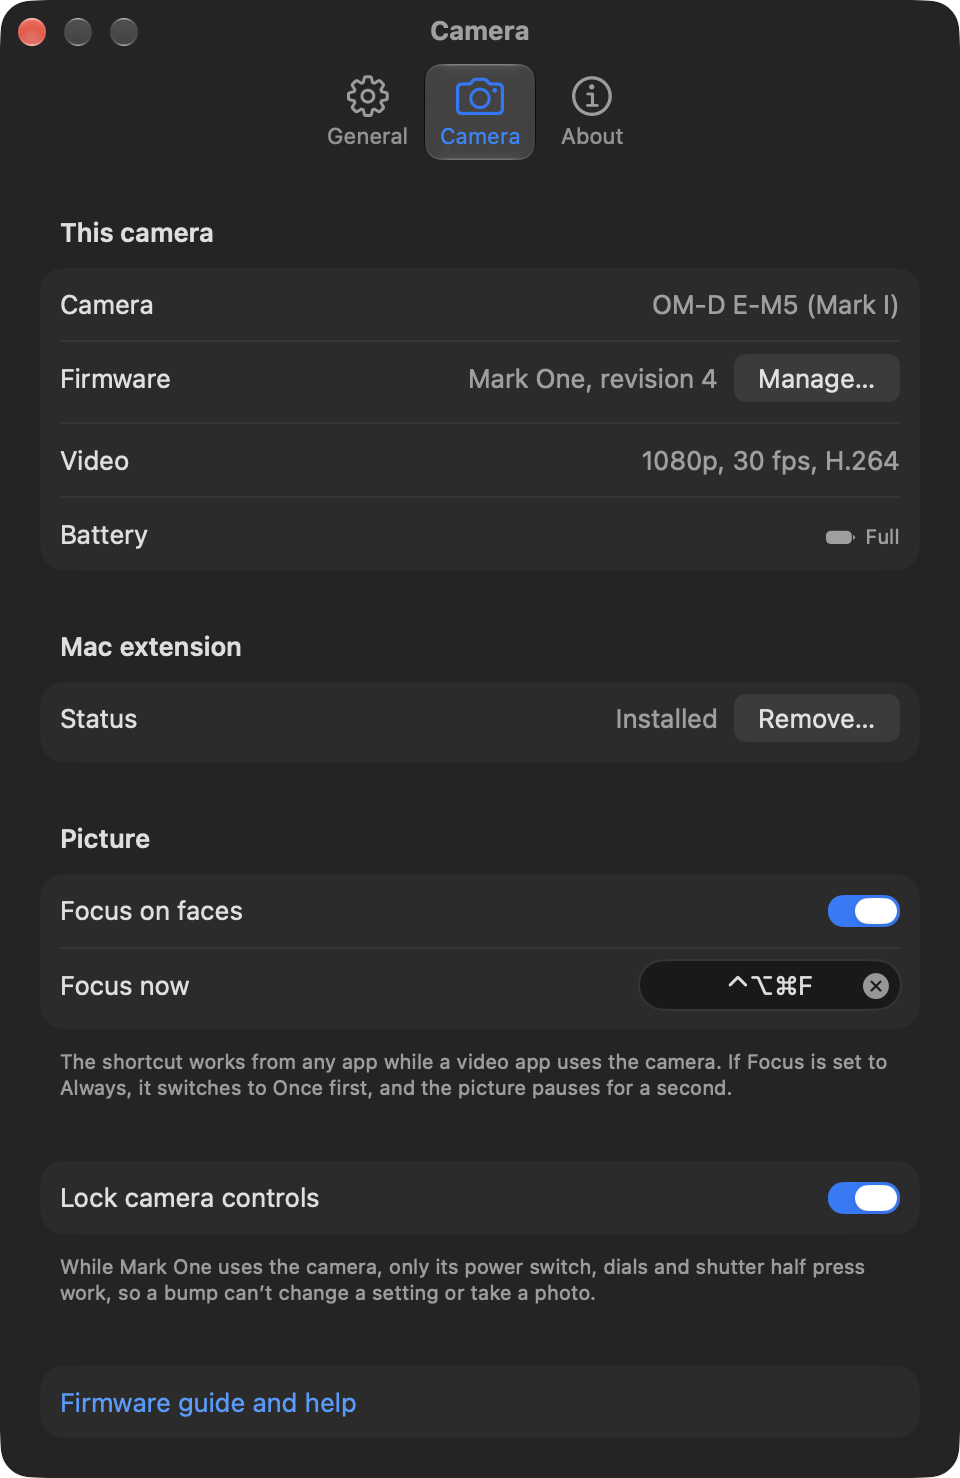 Camera
General
Camera
About
This camera
Camera
OM-D E-M5 (Mark I)
Firmware
Mark One, revision 4
Manage...
Video
1080p, 30 fps, H.264
Battery
Full
Mac extension
Status
Installed
Remove...
Picture
Focus on faces
Focus now
^⌥⌘F
The shortcut works from any app while a video app uses the camera. If Focus is set to
Always, it switches to Once first, and the picture pauses for a second.
Lock camera controls
While Mark One uses the camera, only its power switch, dials and shutter half press
work, so a bump can’t change a setting or take a photo.
Firmware guide and help